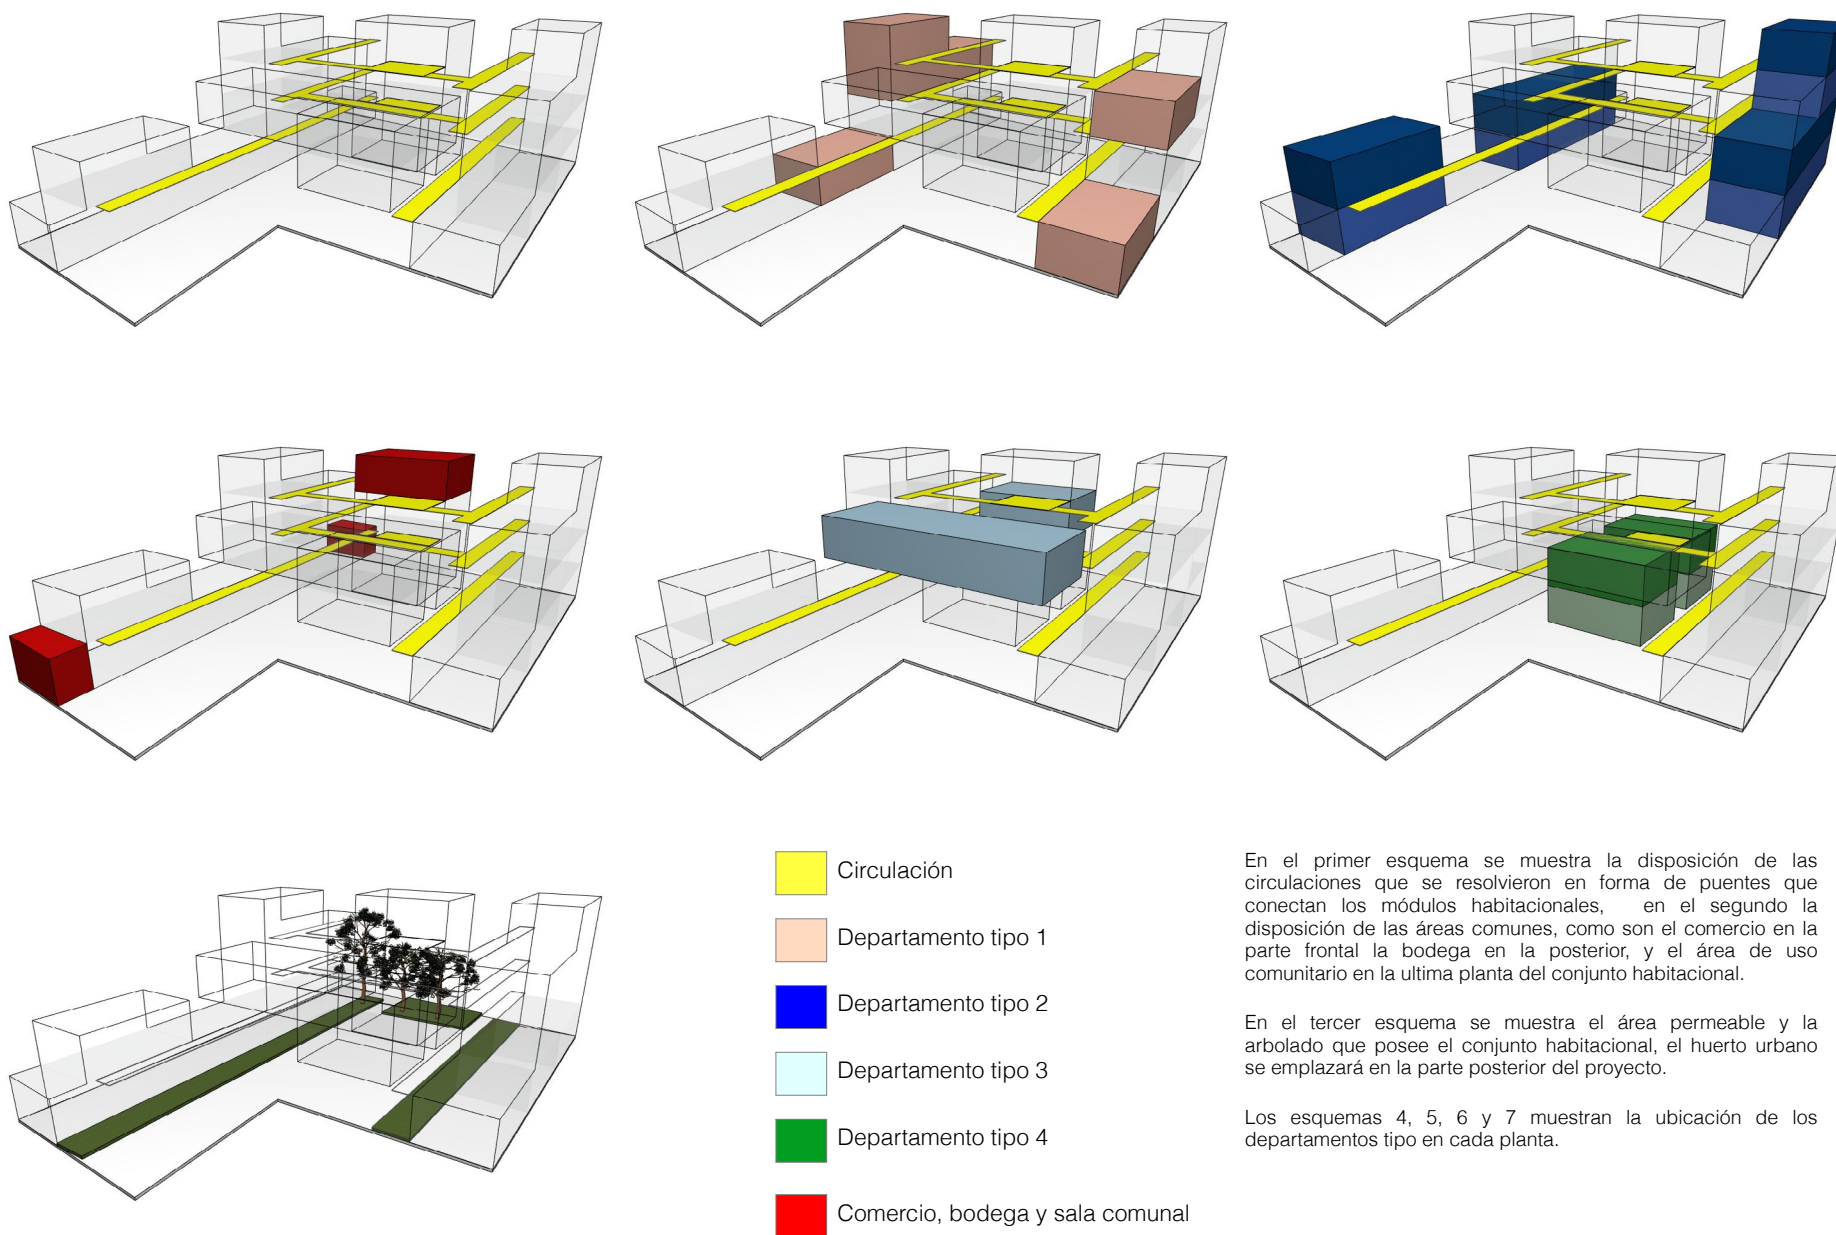 Circulación
Departamento tipo 1
Departamento tipo 2
Departamento tipo 3
Departamento tipo 4
Comercio, bodega y sala comunal
En el primer esquema se muestra la disposición de las
circulaciones que se resolvieron en forma de puentes que
conectan los módulos habitacionales, en el segundo la
disposición de las áreas comunes, como son el comercio en la
parte frontal la bodega en la posterior, y el área de uso
comunitario en la ultima planta del conjunto habitacional.
En el tercer esquema se muestra el área permeable y la
arbolado que posee el conjunto habitacional, el huerto urbano
se emplazará en la parte posterior del proyecto.
Los esquemas 4, 5, 6 y 7 muestran la ubicación de los
departamentos tipo en cada planta.